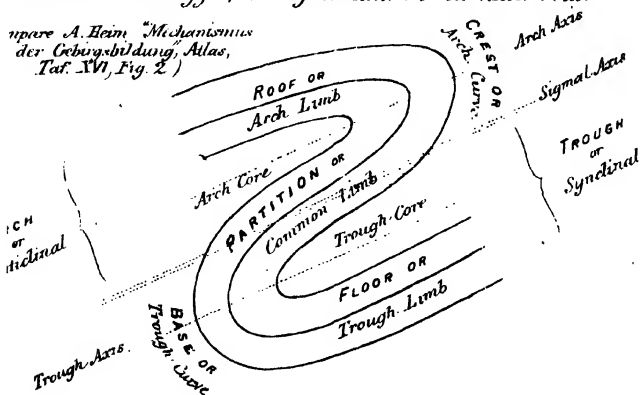 A. Heim "Mechanismus
der Gebirgsbildung", Atlas,
Taf. XVI, Fig. 2)
CREST OR
Arch Curve
Arch Axis
Sigmal Axis
TROUGH
or
Synclinal
ROOF OR
Arch Limb
Arch Core
PARTITION OR
Common Limb
Trough Core
FLOOR OR
Trough Limb
or
BASE OR
Trough Curve
Trough Axis.